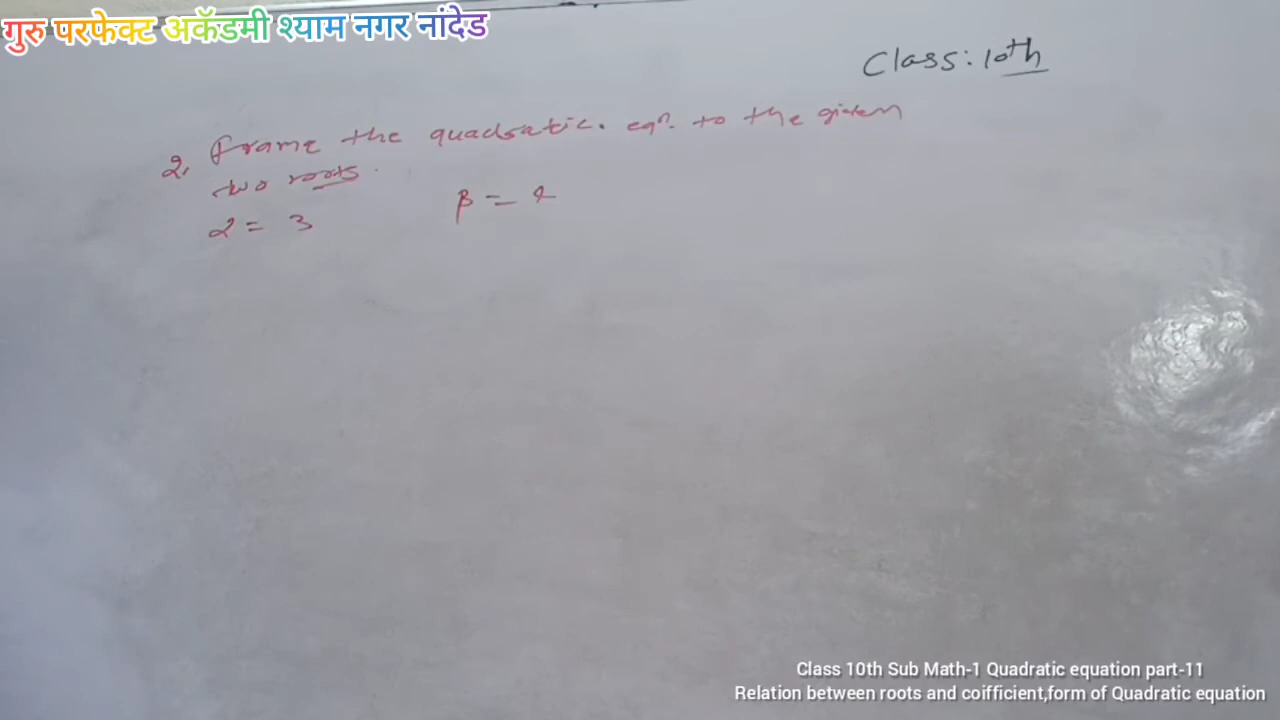 गुरु परफेक्ट अकॅडमी श्याम नगर नांदेड
Class: 10th
2. Frame the quadratic. eqn. to the given
two roots.
α = 3 β =
Class 10th Sub Math-1 Quadratic equation part-11
Relation between roots and coifficient,form of Quadratic equation